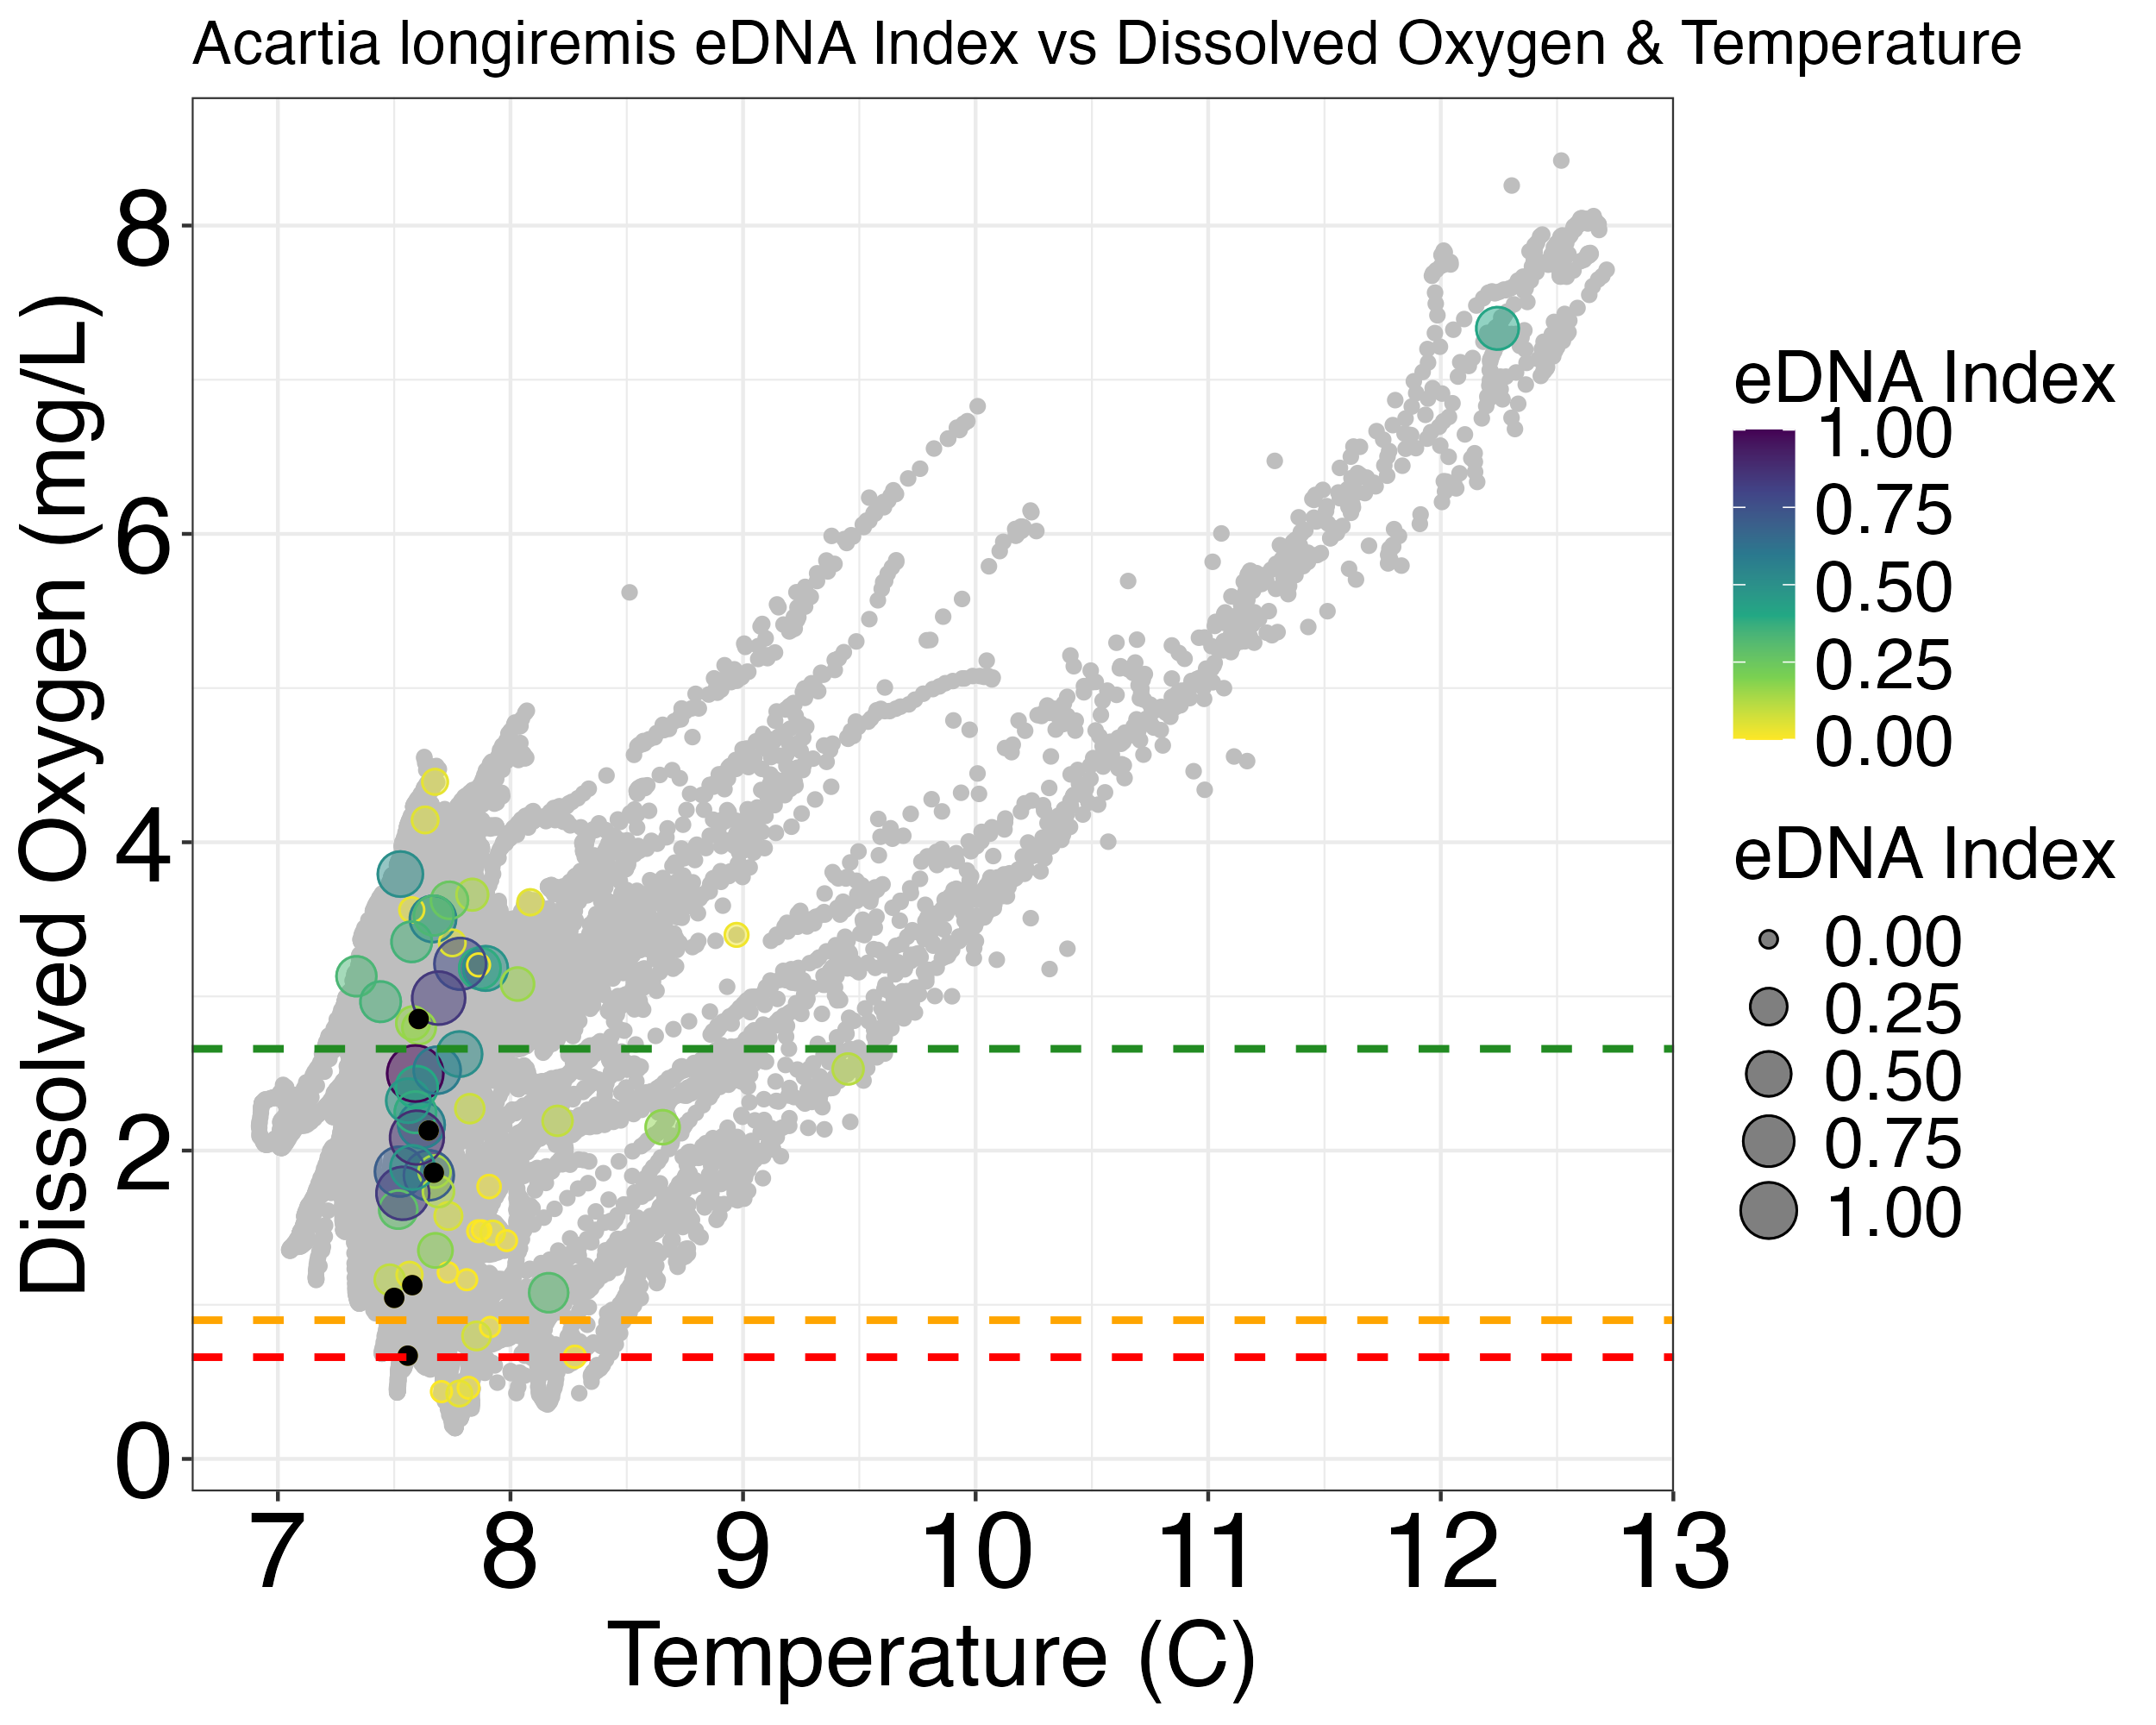 Acartia longiremis eDNA Index vs Dissolved Oxygen & Temperature
Dissolved Oxygen (mg/L)
8
6
4
2
0
7 8 9 10 11 12 13
Temperature (C)
eDNA Index
1.00
0.75
0.50
0.25
0.00
eDNA Index
0.00
0.25
0.50
0.75
1.00